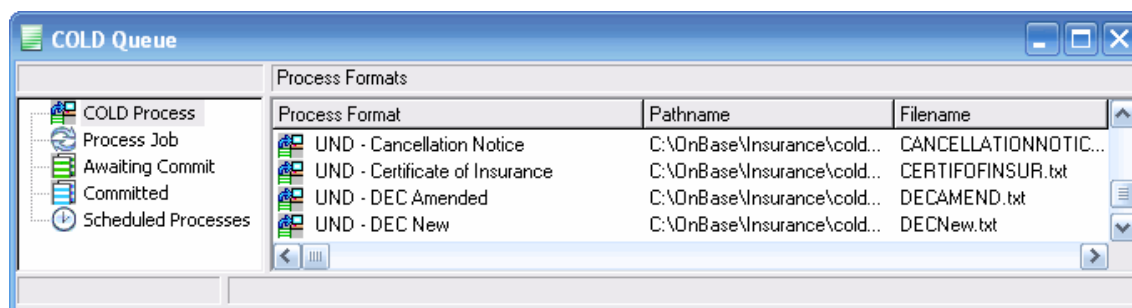 COLD Queue
Process Formats
COLD Process
Process Job
Awaiting Commit
Committed
Scheduled Processes
Process Format Pathname Filename
UND - Cancellation Notice C:\OnBase\Insurance\cold... CANCELLATIONNOTIC...
UND - Certificate of Insurance C:\OnBase\Insurance\cold... CERTIFOFINSUR.txt
UND - DEC Amended C:\OnBase\Insurance\cold... DECAMEND.txt
UND - DEC New C:\OnBase\Insurance\cold... DECNew.txt